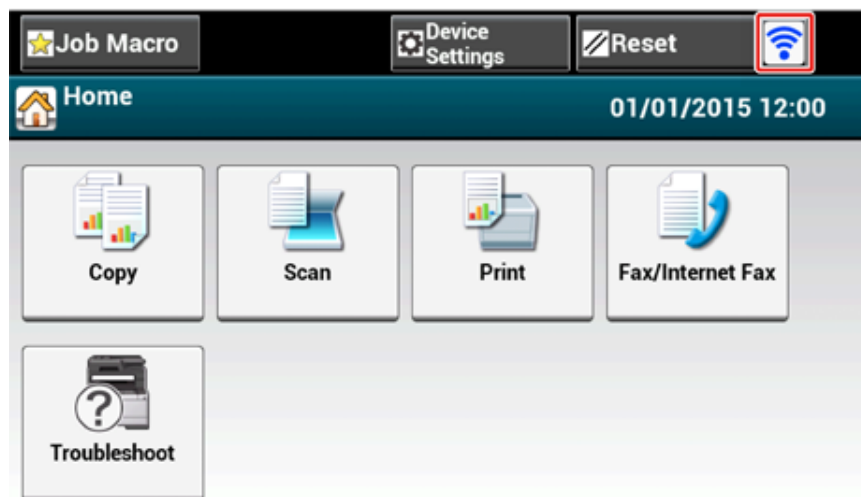 Job Macro
Device
Settings
Reset
Home
01/01/2015 12:00
Copy
Scan
Print
Fax/Internet Fax
?
Troubleshoot